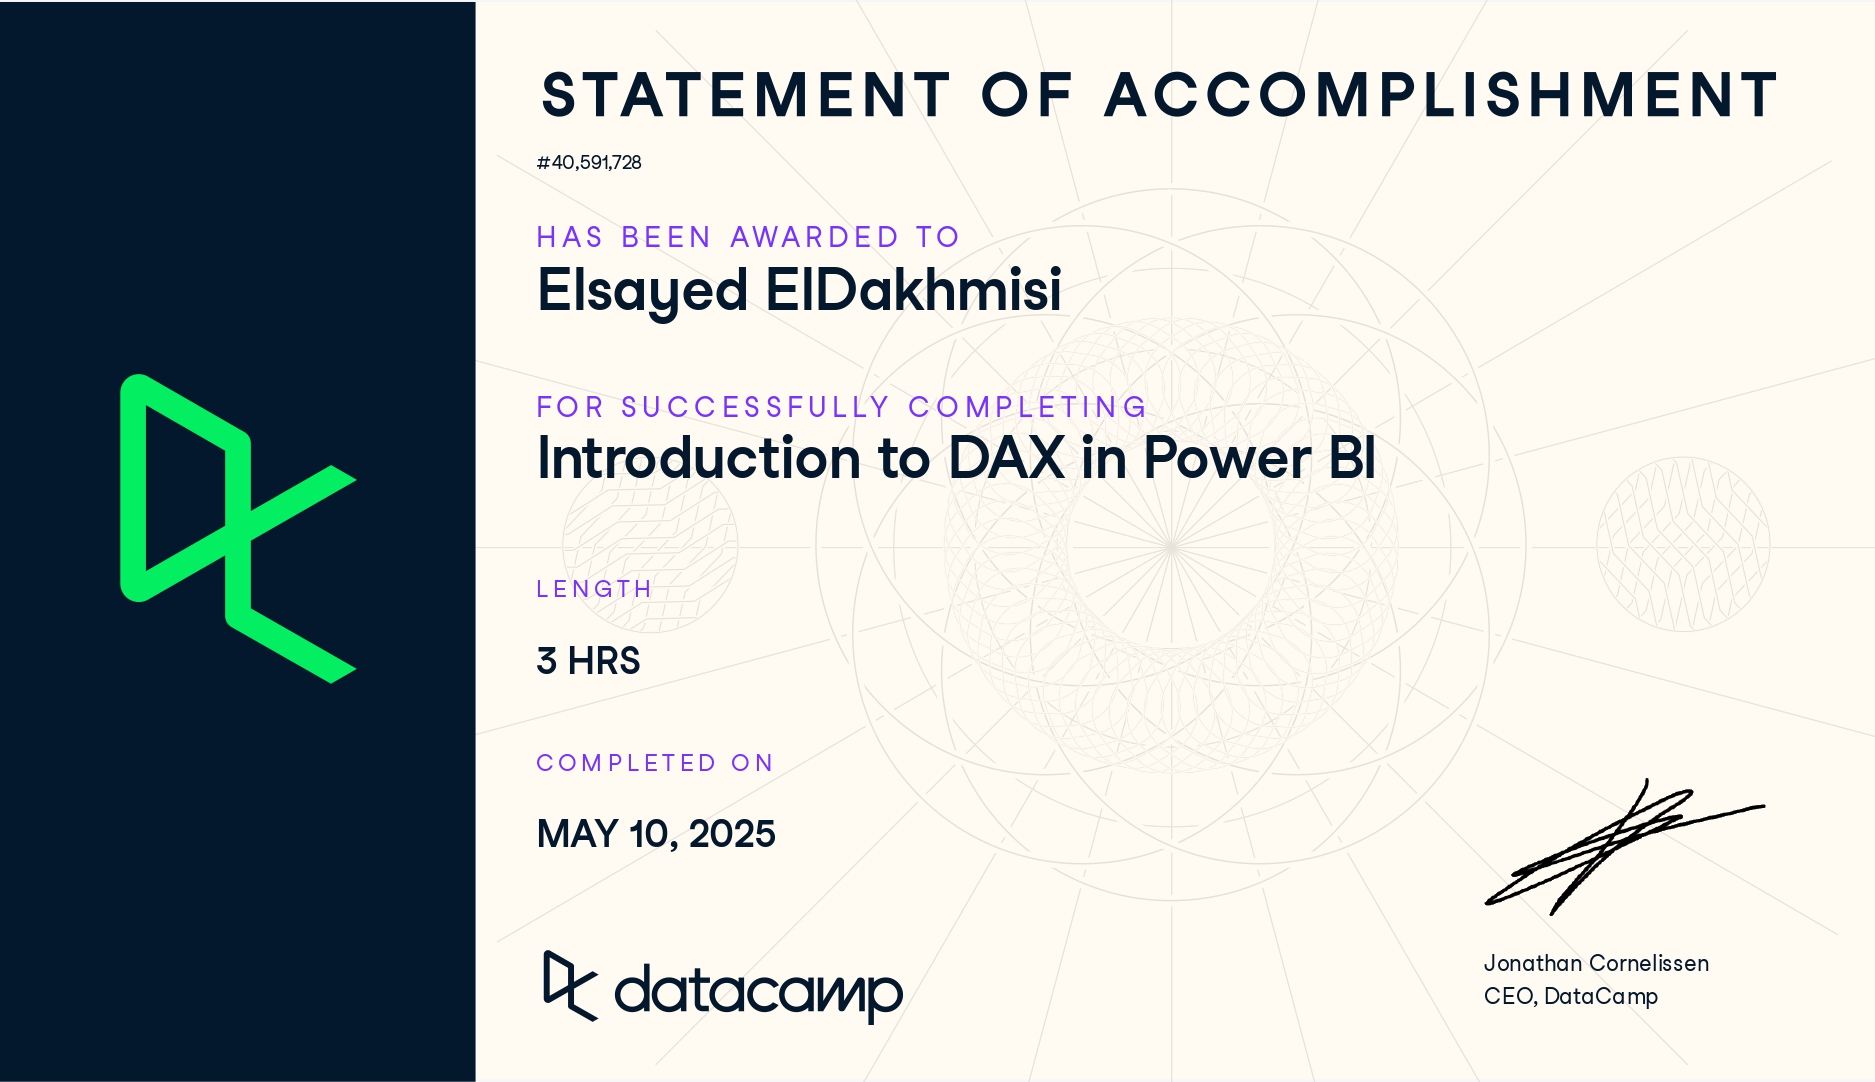 STATEMENT OF ACCOMPLISHMENT
#40,591,728
HAS BEEN AWARDED TO
Elsayed ElDakhmisi
FOR SUCCESSFULLY COMPLETING
Introduction to DAX in Power BI
LENGTH
3 HRS
COMPLETED ON
MAY 10, 2025
datacamp
Jonathan Cornelissen
CEO, DataCamp